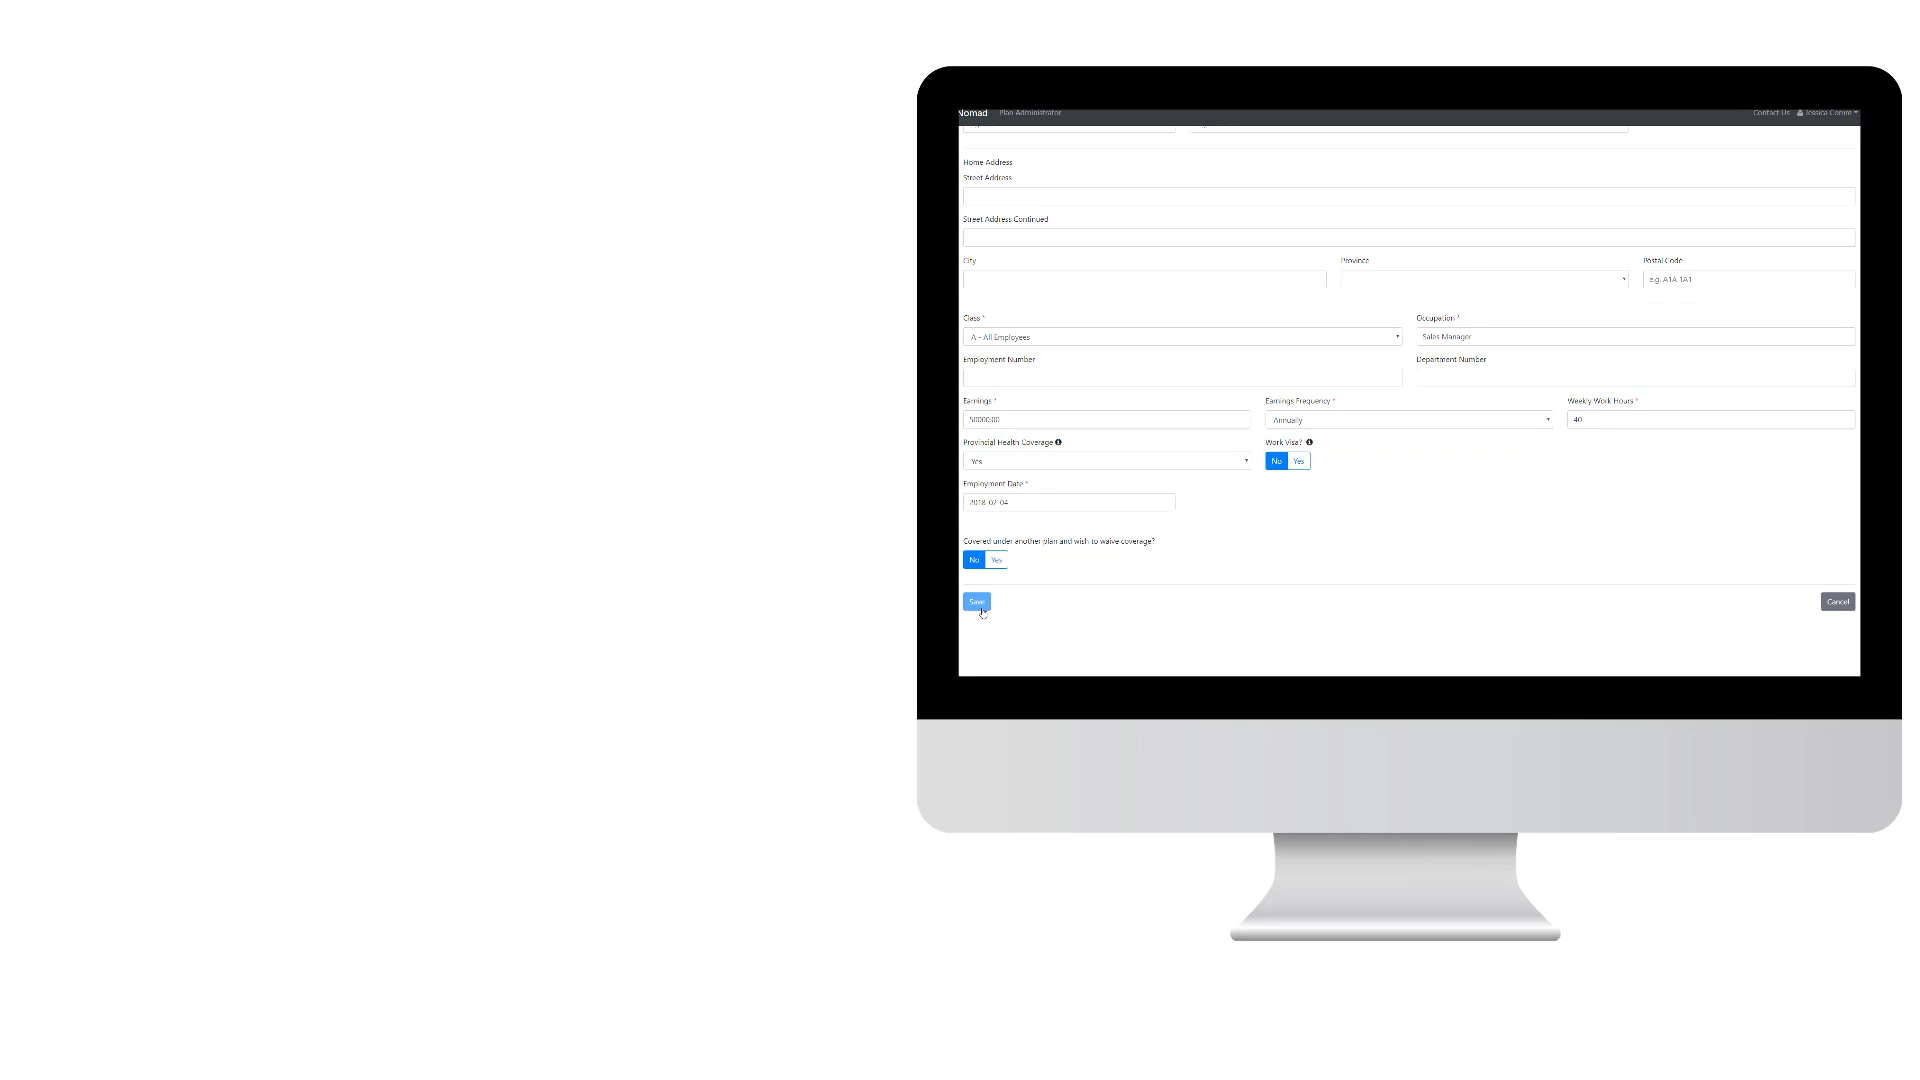 Nomad Plan Administrator Contact Us Jessica Comm
Home Address
Street Address
Street Address Continued
City Province Postal Code
e.g. A1A 1A1
Class * Occupation *
A - All Employees Sales Manager
Employment Number Department Number
Earnings * Earnings Frequency * Weekly Work Hours *
50000.00 Annually 40
Provincial Health Coverage Work Visa?
Yes No Yes
Employment Date *
2018-02-04
Covered under another plan and wish to waive coverage?
No Yes
Save Cancel